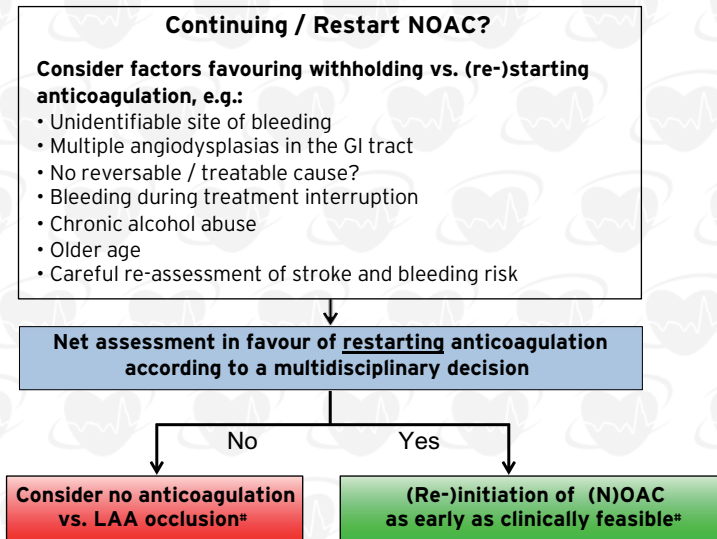 Continuing / Restart NOAC?
Consider factors favouring withholding vs. (re-)starting
anticoagulation, e.g.:
• Unidentifiable site of bleeding
• Multiple angiodysplasias in the GI tract
• No reversable / treatable cause?
• Bleeding during treatment interruption
• Chronic alcohol abuse
• Older age
• Careful re-assessment of stroke and bleeding risk
Net assessment in favour of restarting anticoagulation
according to a multidisciplinary decision
No
Yes
Consider no anticoagulation
vs. LAA occlusion#
(Re-)initiation of (N)OAC
as early as clinically feasible#